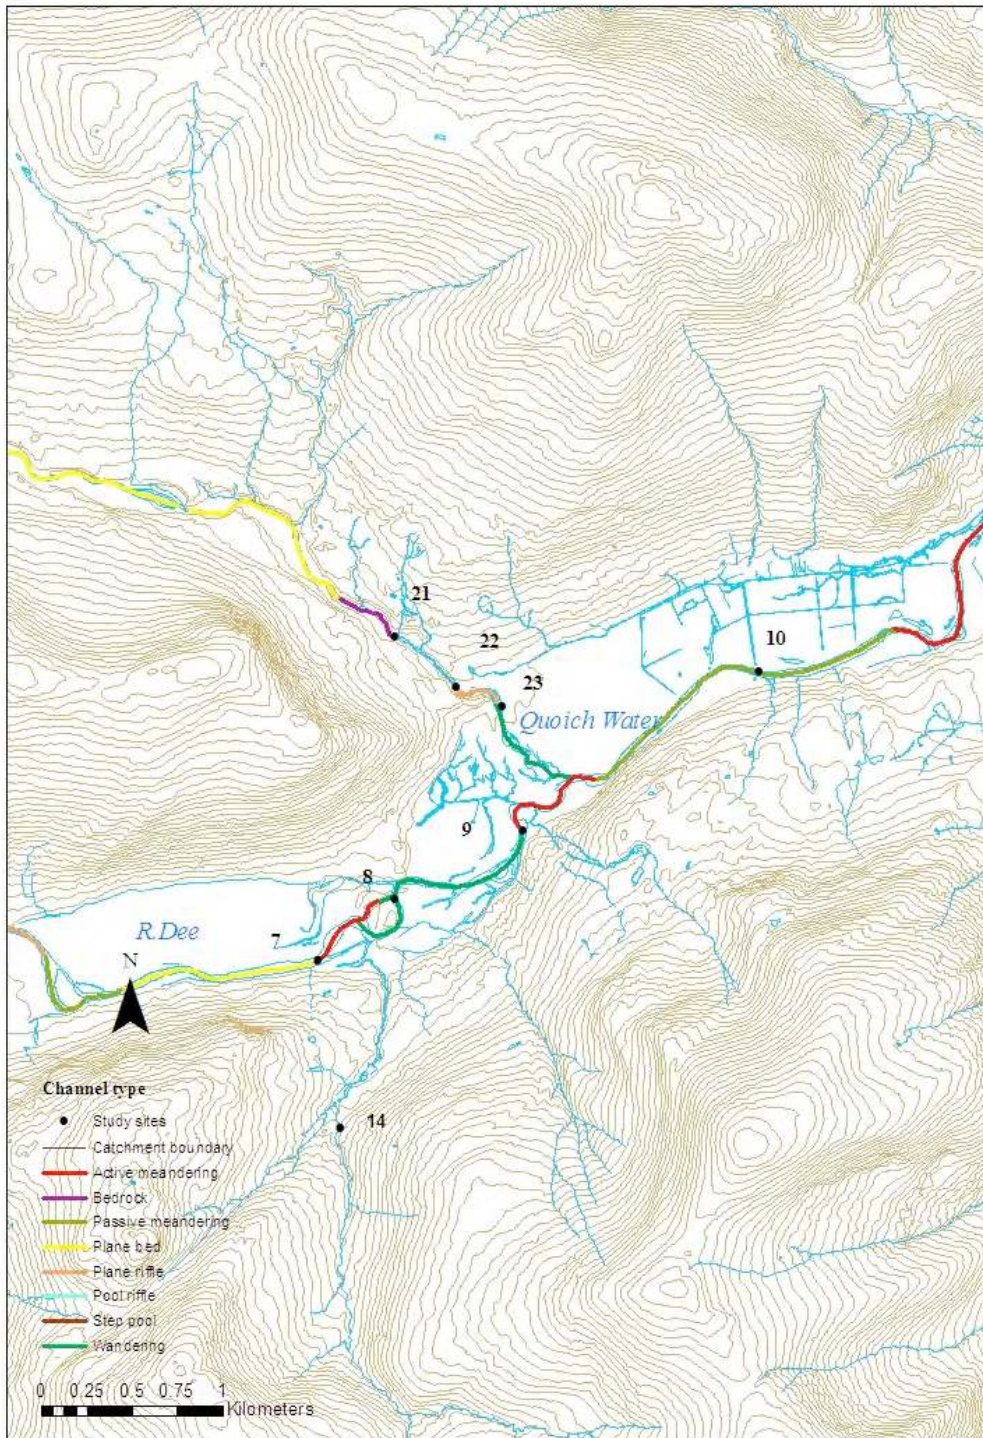 21
22
10
23
Quoich Water
9
8
R.Dee
7
N
Channel type
Study sites
14
Catchment boundary
Active meandering
Bedrock
Passive meandering
Plane bed
Plane riffle
Pool riffle
Step pool
Wandering
0 0.25 0.5 0.75 1
Kilometers